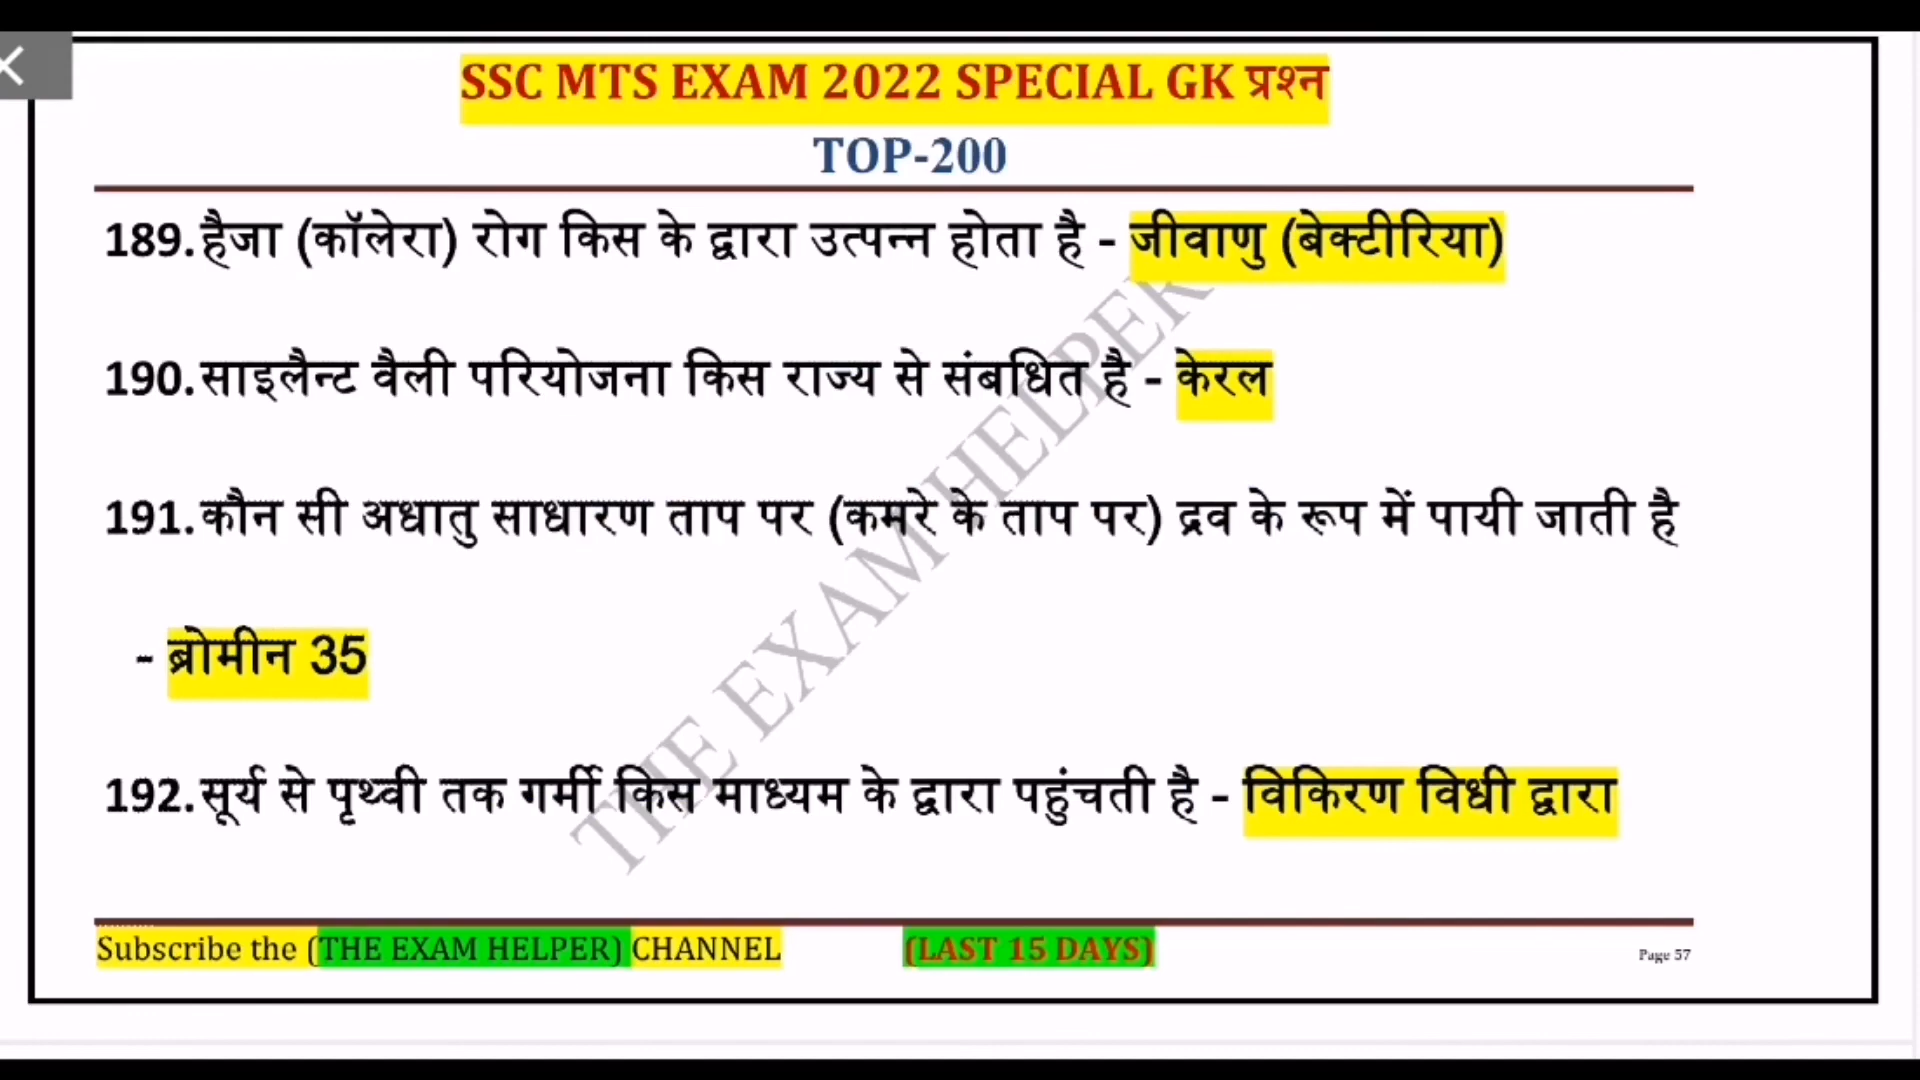 SSC MTS EXAM 2022 SPECIAL GK प्रश्न
TOP-200
189. हैजा (कॉलेरा) रोग किस के द्वारा उत्पन्न होता है - जीवाणु (बेक्टीरिया)
190. साइलैन्ट वैली परियोजना किस राज्य से संबधित है - केरल
191. कौन सी अधातु साधारण ताप पर (कमरे के ताप पर) द्रव के रूप में पायी जाती है
- ब्रोमीन 35
192. सूर्य से पृथ्वी तक गर्मी किस माध्यम के द्वारा पहुंचती है - विकिरण विधी द्वारा
THE EXAM HELPER
Subscribe the (THE EXAM HELPER) CHANNEL (LAST 15 DAYS) Page 57